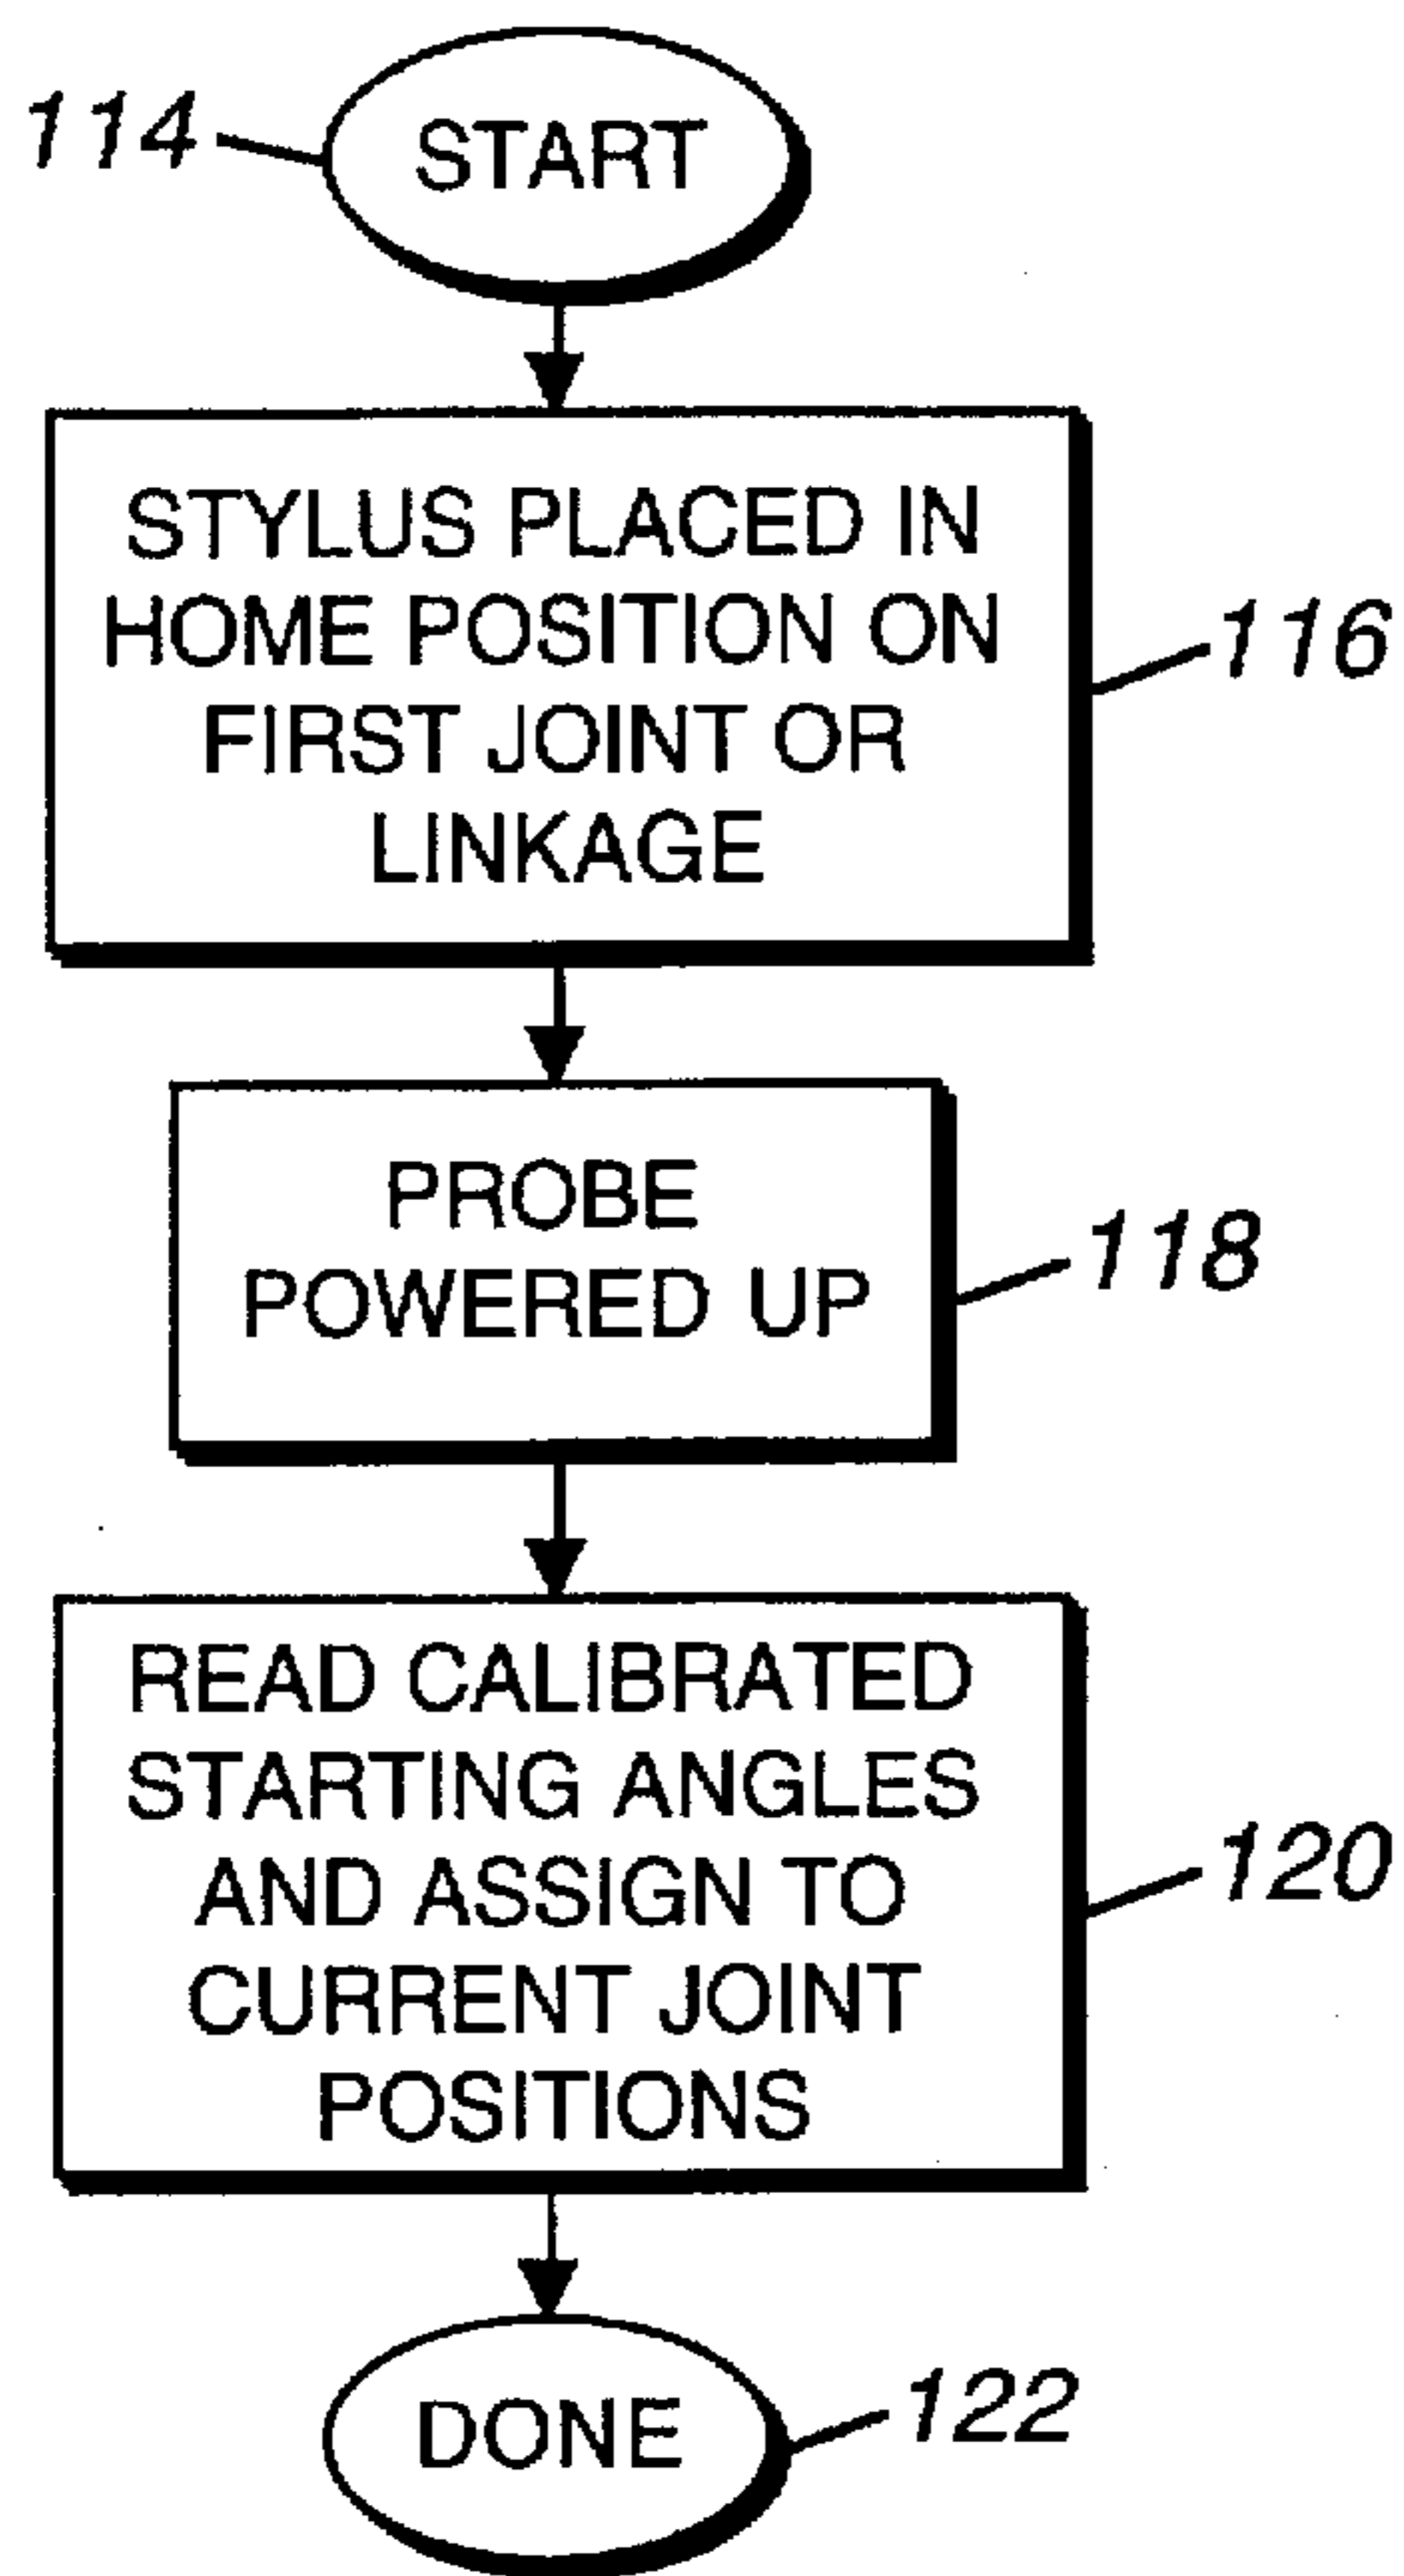 114
START
STYLUS PLACED IN
HOME POSITION ON
FIRST JOINT OR
LINKAGE
116
PROBE
POWERED UP
118
READ CALIBRATED
STARTING ANGLES
AND ASSIGN TO
CURRENT JOINT
POSITIONS
120
DONE
122